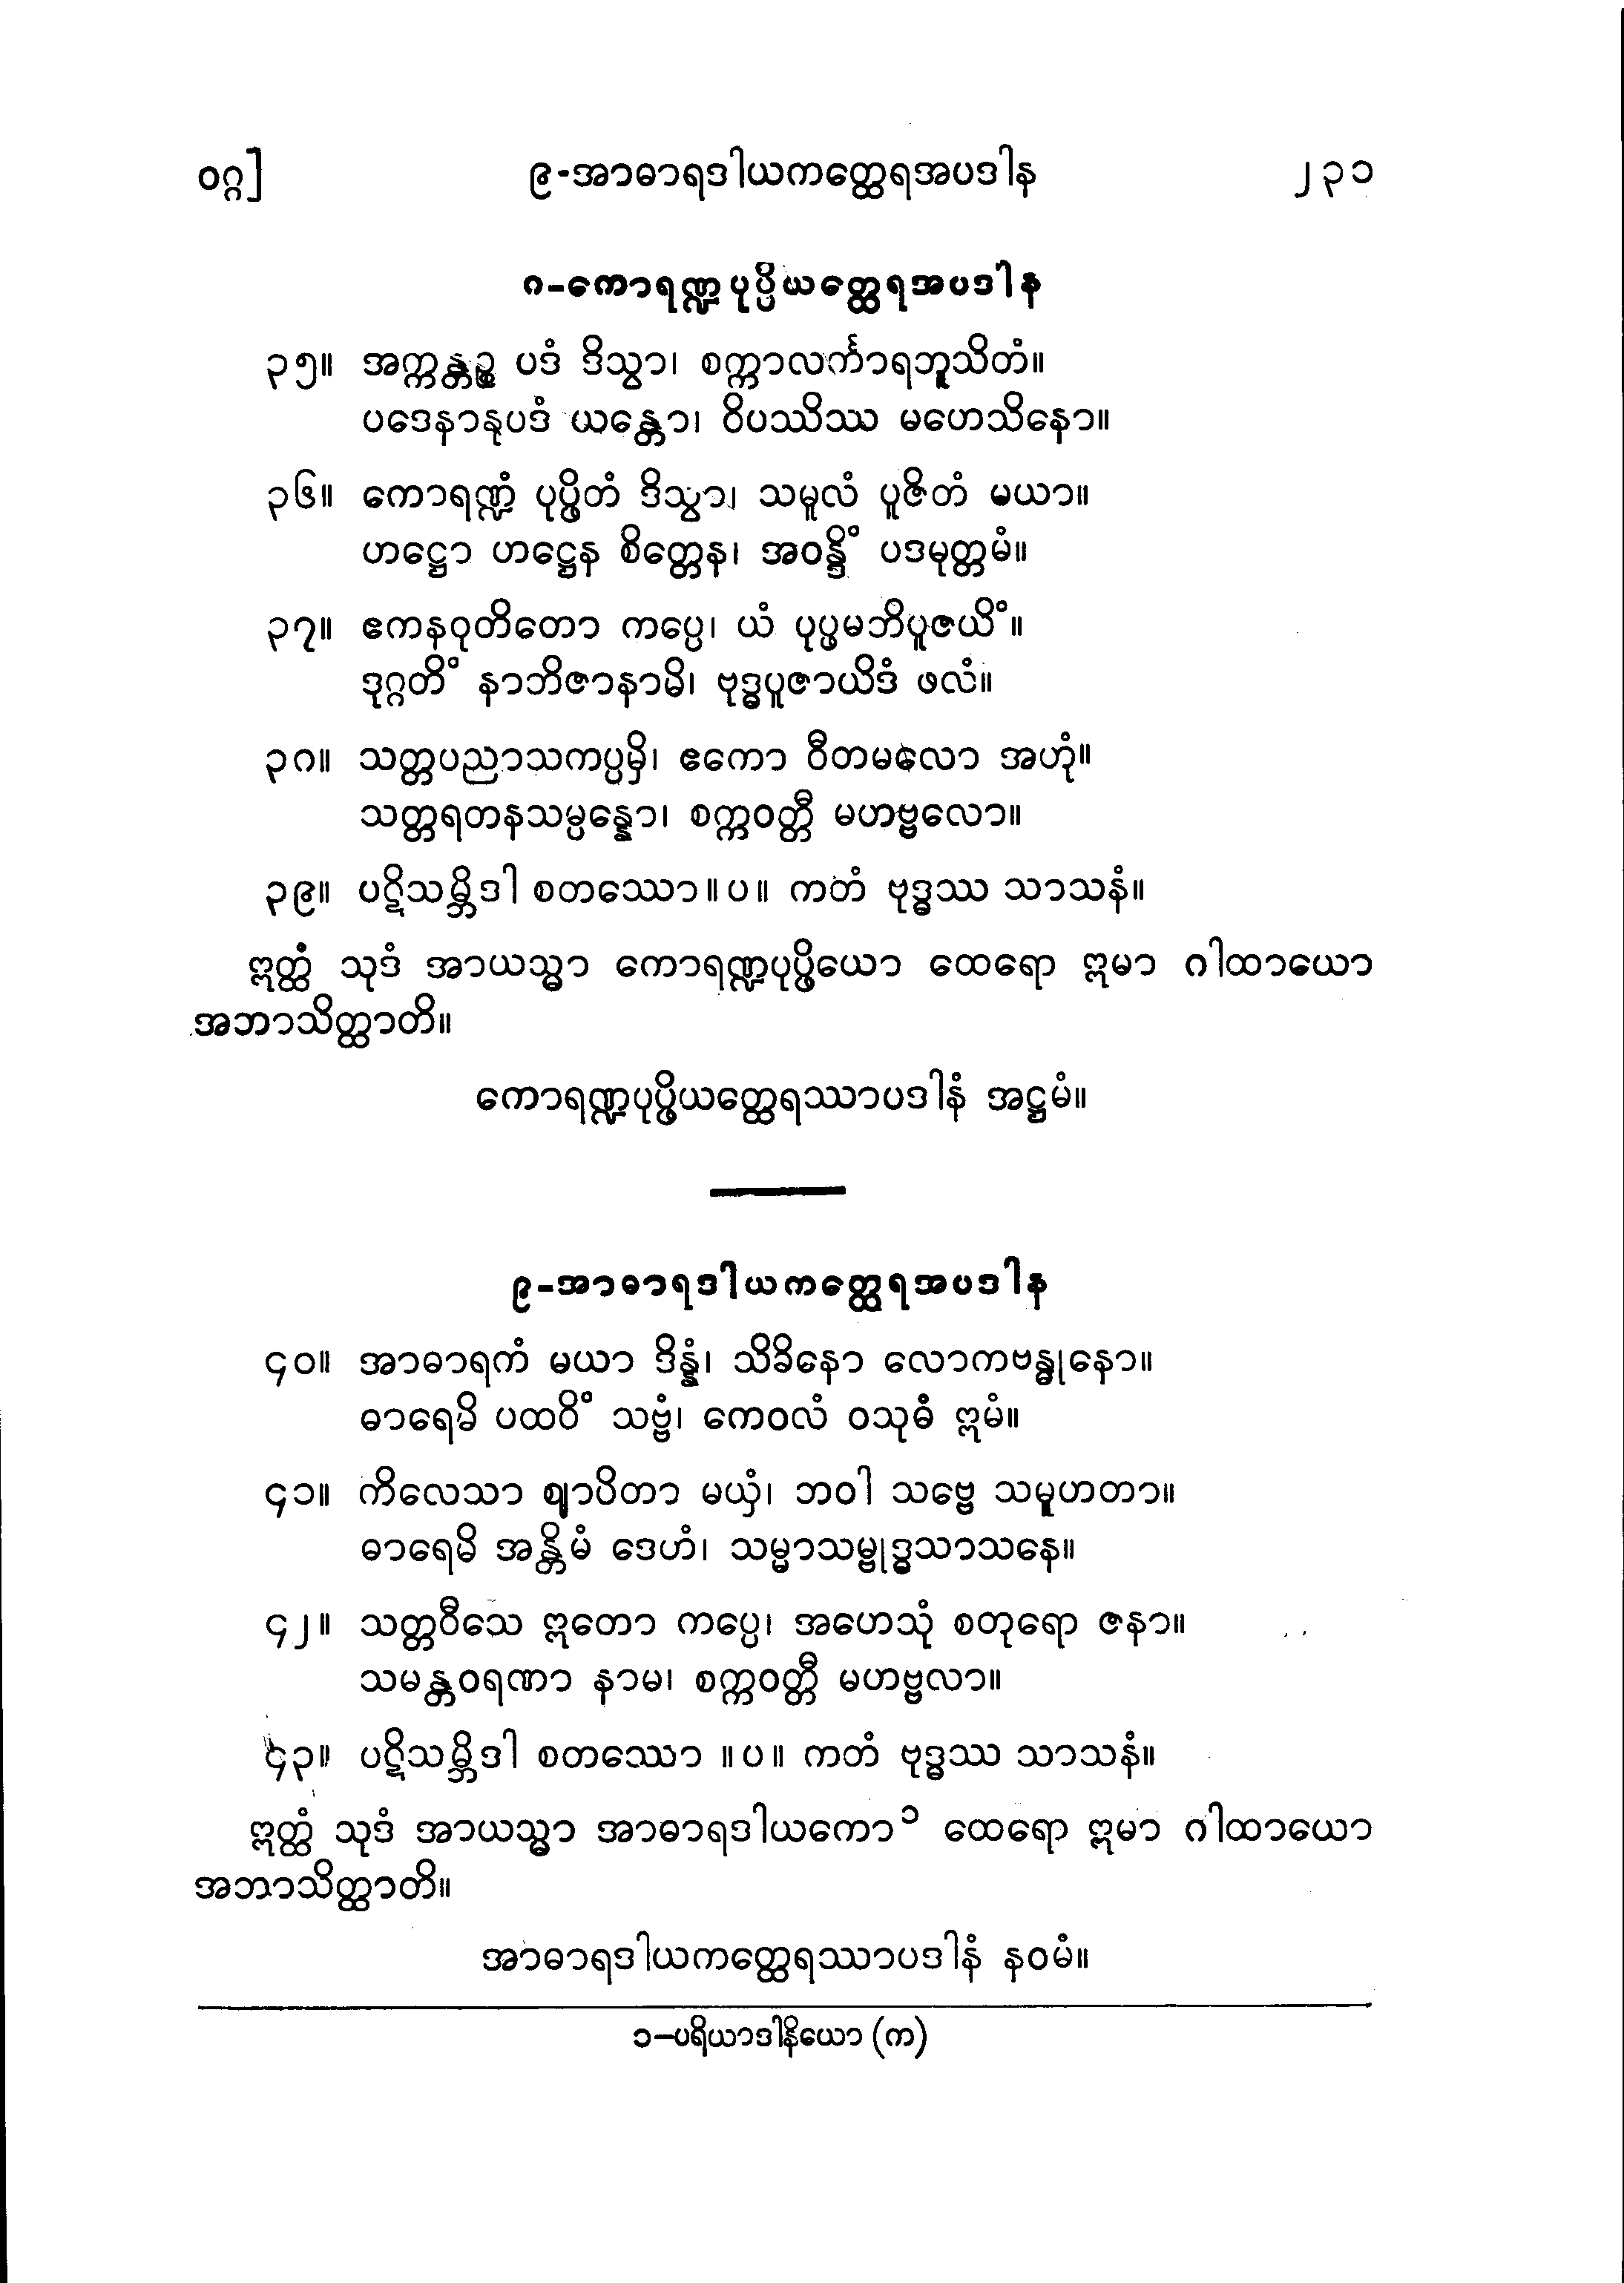 ဝဂ္ဂ]
၉-အာဓာရဒါယကတ္ထေရအပဒါန
၂၃၁
၈-ကောရဏ္ဍပုပ္ဖိယတ္ထေရအပဒါန
၃၅။ အက္ကန္တဉ္စ ပဒံ ဒိသွာ၊ စက္ကာလင်္ကာရဘူသိတံ။
ပဒေနာနုပဒံ ယန္တော၊ ဝိပဿိဿ မဟေသိနော။
၃၆။ ကောရဏ္ဍံ ပုပ္ဖိတံ ဒိသွာ၊ သမူလံ ပူဇိတံ မယာ။
ဟဋ္ဌော ဟဋ္ဌေန စိတ္တေန၊ အဝန္ဒိံ ပဒမုတ္တမံ။
၃၇။ ဧကနဝုတိတော ကပ္ပေ၊ ယံ ပုပ္ဖမဘိပူဇယိံ။
ဒုဂ္ဂတိံ နာဘိဇာနာမိ၊ ဗုဒ္ဓပူဇာယိဒံ ဖလံ။
၃၈။ သတ္တပညာသကပ္ပမှိ၊ ဧကော ဝီတမလော အဟုံ။
သတ္တရတနသမ္ပန္နော၊ စက္ကဝတ္တီ မဟဗ္ဗလော။
၃၉။ ပဋိသမ္ဘိဒါ စတဿော။ပ။ ကတံ ဗုဒ္ဓဿ သာသနံ။
ဣတ္ထံ သုဒံ အာယသ္မာ ကောရဏ္ဍပုပ္ဖိယော ထေရော ဣမာ ဂါထာယော
အဘာသိတ္ထာတိ။
ကောရဏ္ဍပုပ္ဖိယတ္ထေရဿာပဒါနံ အဋ္ဌမံ။
၉-အာဓာရဒါယကတ္ထေရအပဒါန
၄၀။ အာဓာရကံ မယာ ဒိန္နံ၊ သိခိနော လောကဗန္ဓုနော။
ဓာရေမိ ပထဝိံ သဗ္ဗံ၊ ကေဝလံ ဝသုဓံ ဣမံ။
၄၁။ ကိလေသာ ဈာပိတာ မယှံ၊ ဘဝါ သဗ္ဗေ သမူဟတာ။
ဓာရေမိ အန္တိမံ ဒေဟံ၊ သမ္မာသမ္ဗုဒ္ဓသာသနေ။
၄၂။ သတ္တဝီသေ ဣတော ကပ္ပေ၊ အဟေသုံ စတုရော ဇနာ။
သမန္တဝရဏာ နာမ၊ စက္ကဝတ္တီ မဟဗ္ဗလာ။
၄၃။ ပဋိသမ္ဘိဒါ စတဿော ။ပ။ ကတံ ဗုဒ္ဓဿ သာသနံ။
ဣတ္ထံ သုဒံ အာယသ္မာ အာဓာရဒါယကော၁ ထေရော ဣမာ ဂါထာယော
အဘာသိတ္ထာတိ။
အာဓာရဒါယကတ္ထေရဿာပဒါနံ နဝမံ။
၁–ပရိယာဒါနိယော (က)